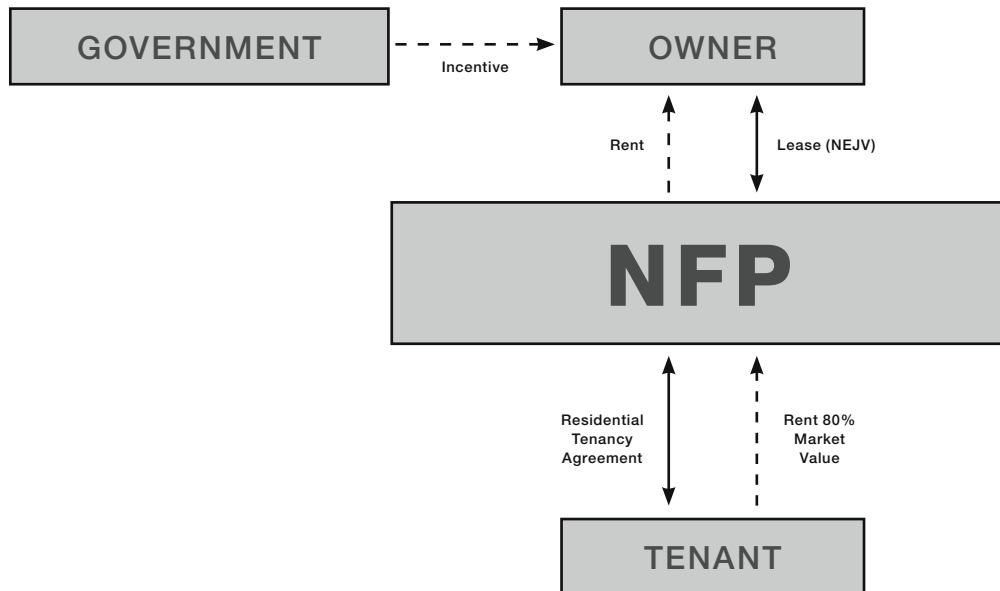 GOVERNMENT
Incentive
OWNER
Rent
Lease (NEJV)
NFP
Residential
Tenancy
Agreement
Rent 80%
Market
Value
TENANT